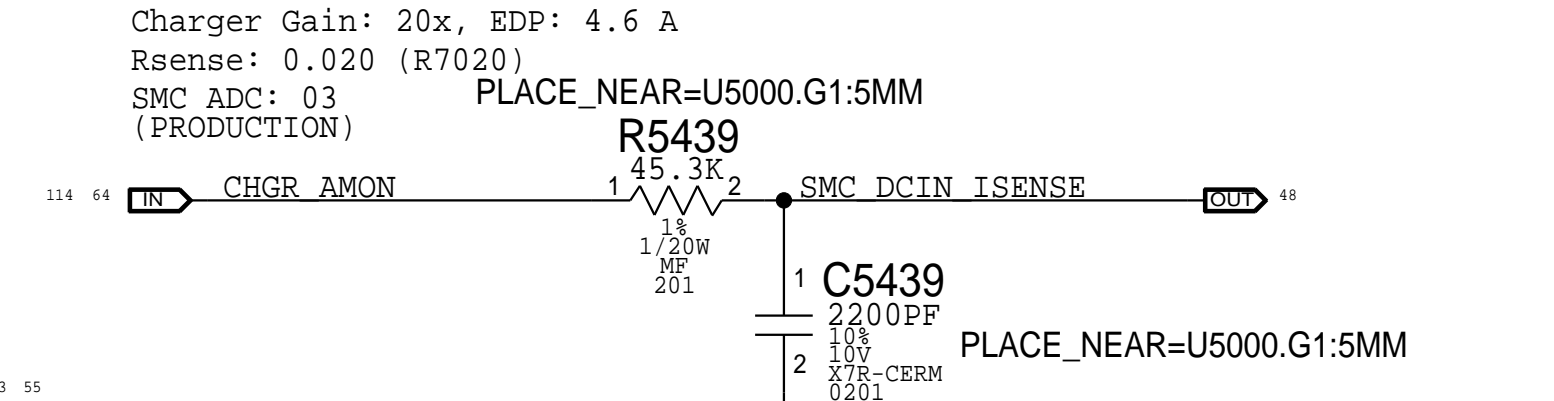 Charger Gain: 20x, EDP: 4.6 A
Rsense: 0.020 (R7020)
SMC ADC: 03
PLACE_NEAR=U5000.G1:5MM
(PRODUCTION)
R5439
45.3K
114 64 IN CHGR_AMON 1 2 SMC_DCIN_ISENSE OUT 48
1%
1/20W
MF
201
1 C5439
2200PF
10%
10V
PLACE_NEAR=U5000.G1:5MM
2
X7R-CERM
0201
55